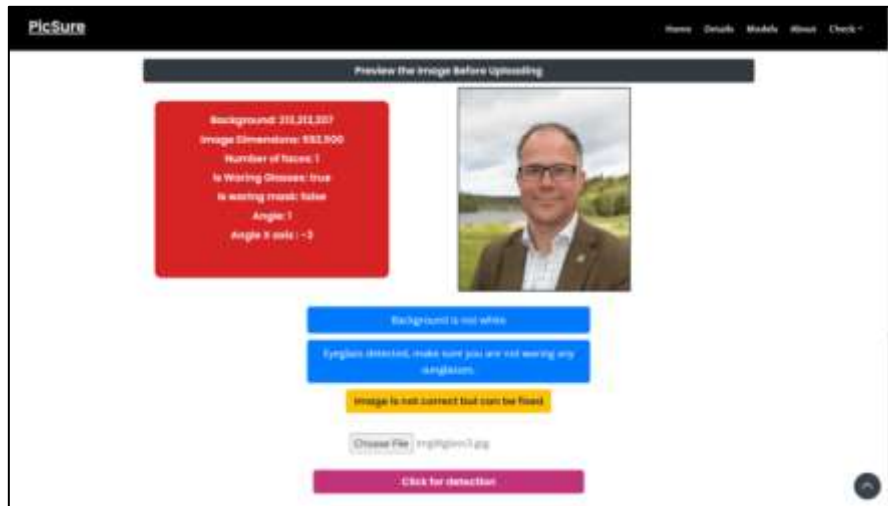 PicSure
Home Details Models About Check
Preview the Image Before Uploading
Background: 213,213,207
Image Dimensions:
Number of faces: 1
Is Waring Glasses: true
Is waring mask: false
Angle: 1
Angle X axis : -3
Background is not white
Eyeglass detected, make sure you are not waring any
sunglasses.
Image is not correct but can be fixed
Choose File
Click for detection